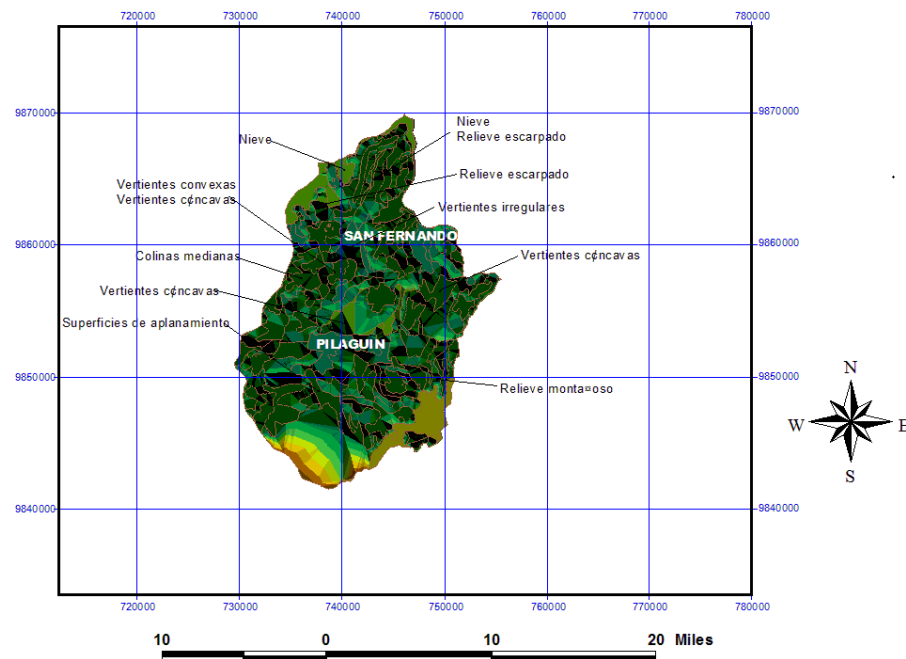 720000 730000 740000 750000 760000 770000 780000
9870000 9870000
Nieve
Nieve
Relieve escarpado
Relieve escarpado
Vertientes convexas
Vertientes c¢ncavas
Vertientes irregulares
SAN FERNANDO
9860000 9860000
Colinas medianas
Vertientes c¢ncavas
Vertientes c¢ncavas
Superficies de aplanamiento
PILAGUIN
9850000 9850000
Relieve monta¤oso
N
W E
S
9840000 9840000
720000 730000 740000 750000 760000 770000 780000
10 0 10 20 Miles